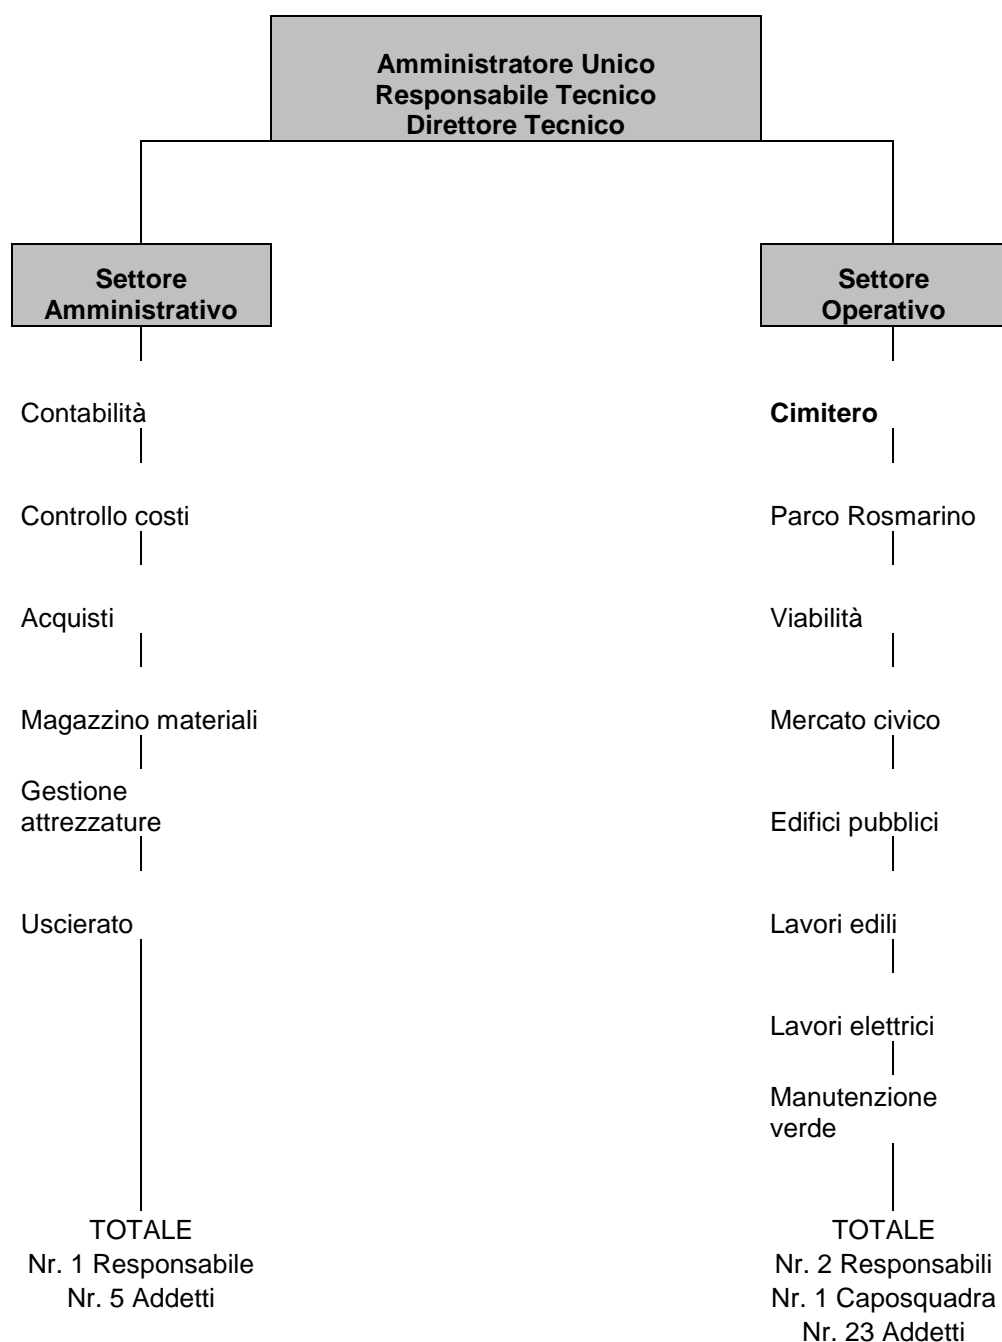 Amministratore Unico
Responsabile Tecnico
Direttore Tecnico
Settore
Amministrativo
Contabilità
Controllo costi
Acquisti
Magazzino materiali
Gestione
attrezzature
Uscierato
TOTALE
Nr. 1 Responsabile
Nr. 5 Addetti
Settore
Operativo
Cimitero
Parco Rosmarino
Viabilità
Mercato civico
Edifici pubblici
Lavori edili
Lavori elettrici
Manutenzione
verde
TOTALE
Nr. 2 Responsabili
Nr. 1 Caposquadra
Nr. 23 Addetti